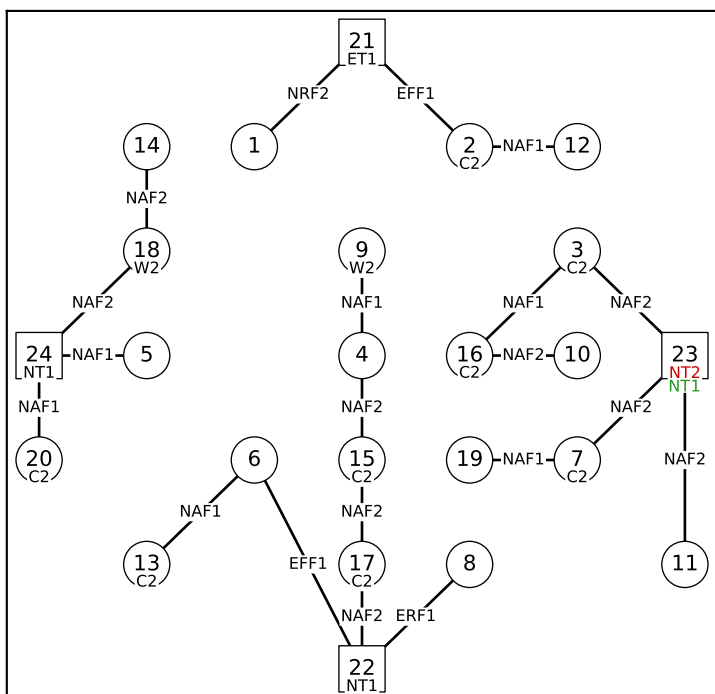 21
ET1
NRF2 EFF1
14 1 2 12
C2 NAF1
NAF2
18 9 3
W2 W2 C2
NAF2 NAF1 NAF1 NAF2
24 5 4 16 10 23
NT1 NAF1 C2 NAF2 NT2
NT1
NAF1 NAF2 NAF2
20 6 15 19 7 NAF2
C2 C2 NAF1 C2
NAF1 NAF2
13 EFF1 17 8 11
C2 C2
NAF2 ERF1
22
NT1